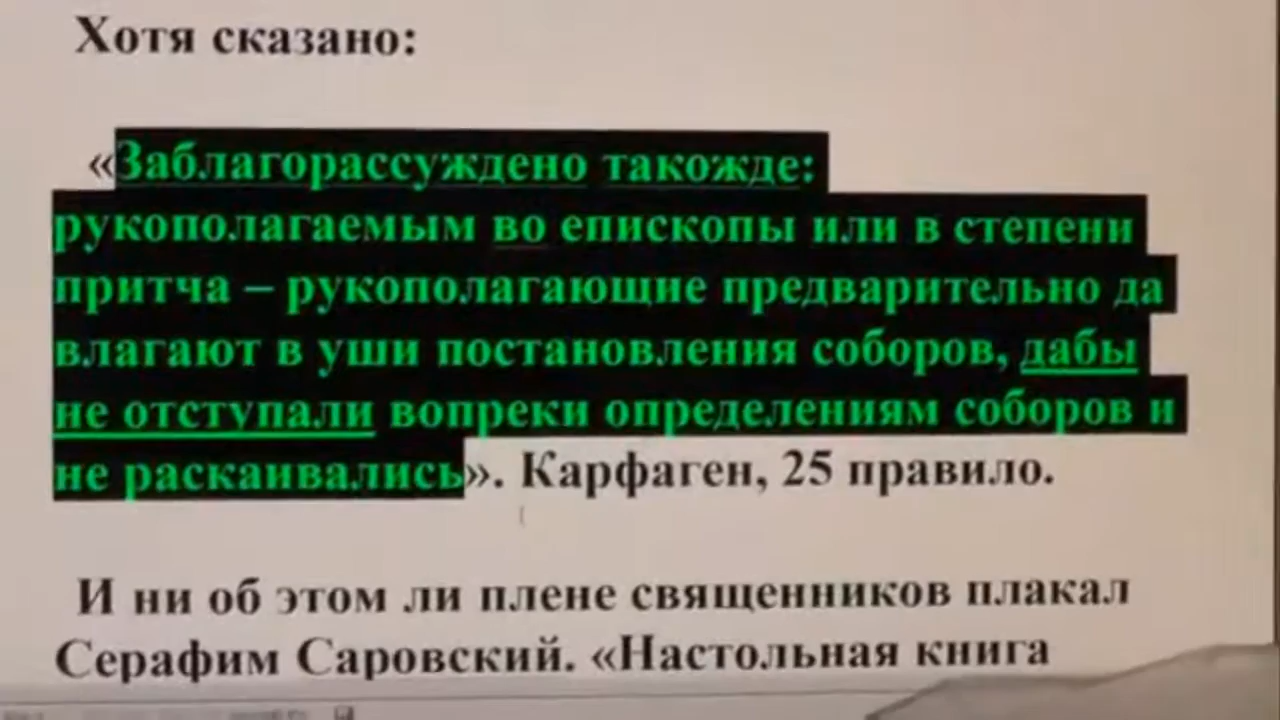 Хотя сказано:
«Заблагорассуждено такожде:
рукополагаемым во епископы или в степени
притча – рукополагающие предварительно да
влагают в уши постановления соборов, дабы
не отступали вопреки определениям соборов и
не раскаивались». Карфаген, 25 правило.
И ни об этом ли плене священников плакал
Серафим Саровский. «Настольная книга